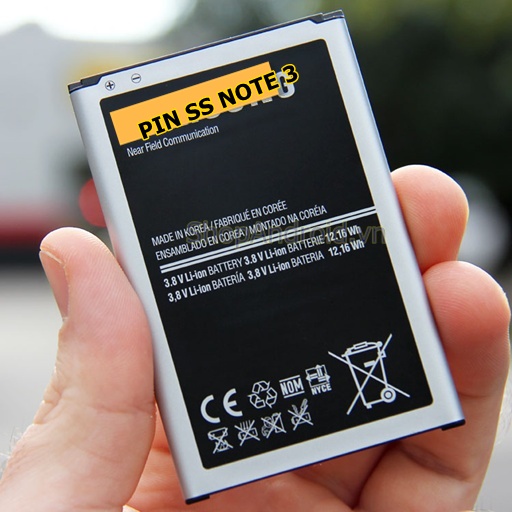 PIN SS NOTE 3
Near Field Communication
MADE IN KOREA / FABRIQUÉ EN CORÉE
ENSAMBLADO EN COREA / MONTADO NA CORÉIA
ShopAndroid.vn
3.8 V Li-ion BATTERY 3.8 V Li-ion BATTERIE 12.16 Wh
3,8 V Li-ion BATERÍA 3,8 V Li-ion BATERIA 12,16 Wh
CE
NOM
NYCE